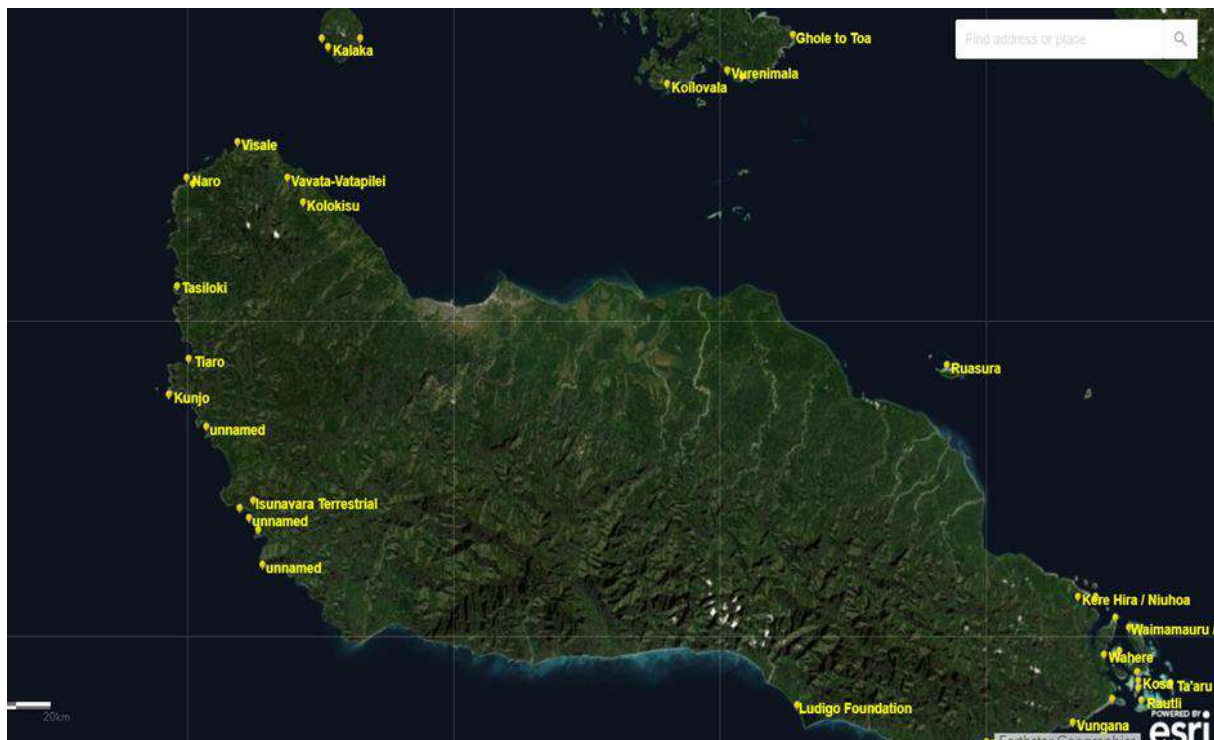 Ghole to Toa
Find address or place
Kalaka
Vurenimala
Koilovala
Visale
Naro
Vavata-Vatapilei
Kolokisu
Tasiloki
Tiaro
Ruasura
Kunjo
unnamed
Isunavara Terrestrial
unnamed
unnamed
Kere Hira / Niuhoa
Waimamauru /
Wahere
Kosa
Ta'aru
Rautli
Ludigo Foundation
20km
POWERED BY
esri
Vungana
Earthstar Geographics